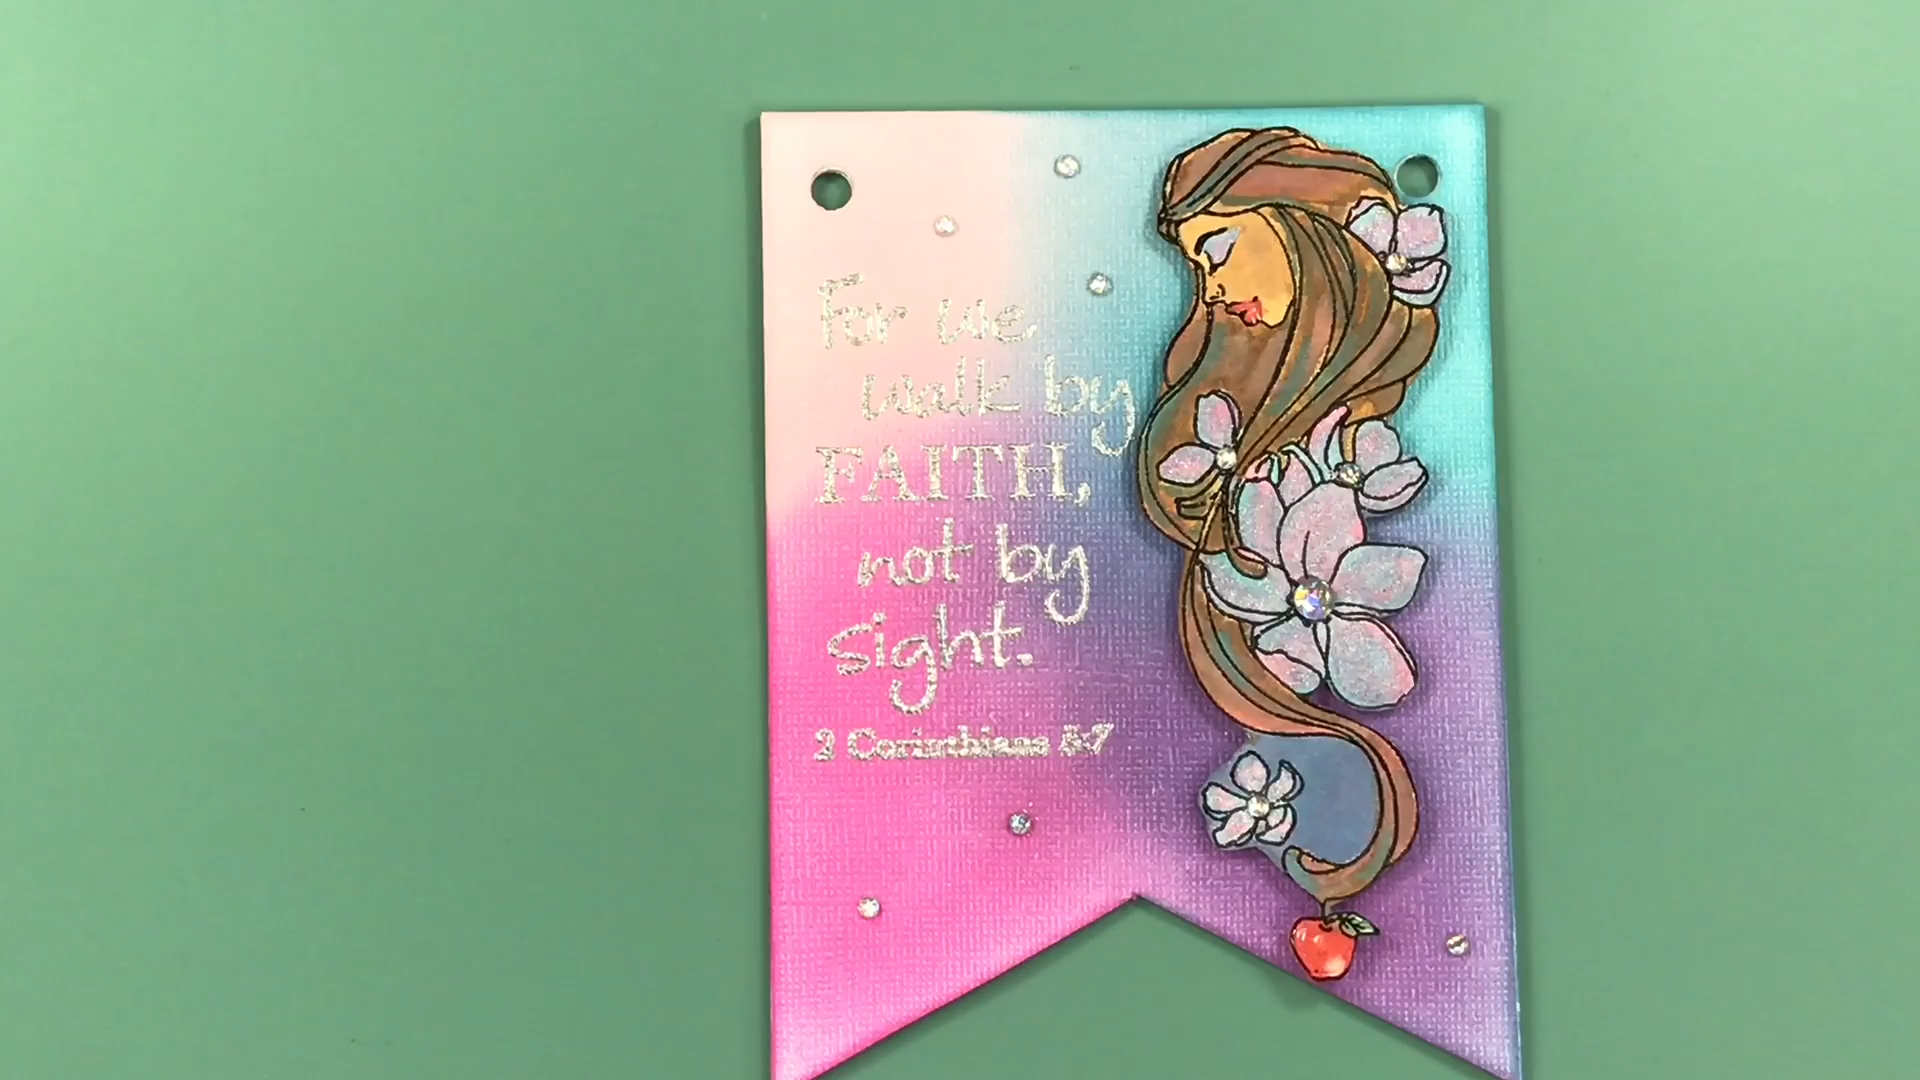 For we
walk by
FAITH,
not by
sight.
2 Corinthians 5:7